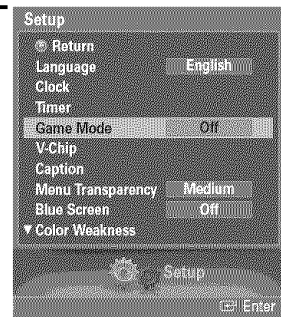 Setup
Return
Language English
Clock
Timer
Game Mode Off
V-Chip
Caption
Menu Transparency Medium
Blue Screen Off
▼ Color Weakness
Setup
Enter